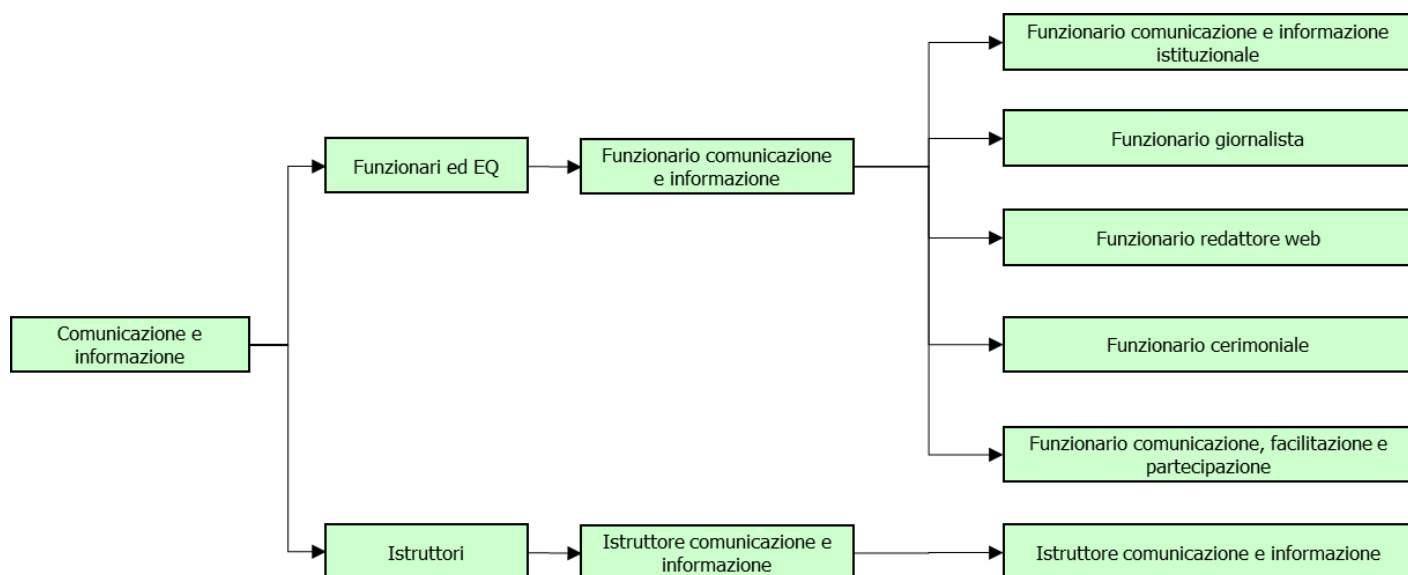 Funzionario comunicazione e informazione
istituzionale
Funzionario giornalista
Funzionari ed EQ
Funzionario comunicazione
e informazione
Funzionario redattore web
Comunicazione e
informazione
Funzionario cerimoniale
Funzionario comunicazione, facilitazione e
partecipazione
Istruttori
Istruttore comunicazione e
informazione
Istruttore comunicazione e informazione